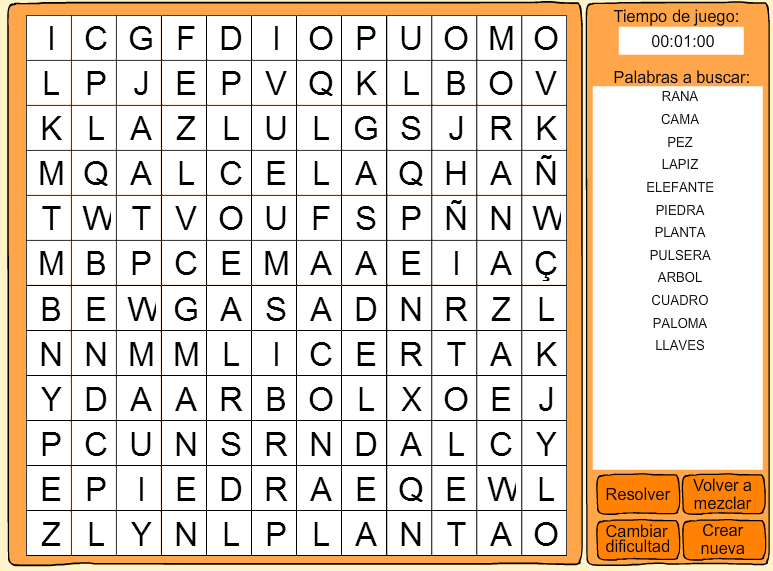 I C G F D I O P U O M O
L P J E P V Q K L B O V
K L A Z L U L G S J R K
M Q A L C E L A Q H A Ñ
T W T V O U F S P Ñ N W
M B P C E M A A E I A Ç
B E W G A S A D N R Z L
N N M M L I C E R T A K
Y D A A R B O L X O E J
P C U N S R N D A L C Y
E P I E D R A E Q E W L
Z L Y N L P L A N T A O
Tiempo de juego:
00:01:00
Palabras a buscar:
RANA
CAMA
PEZ
LAPIZ
ELEFANTE
PIEDRA
PLANTA
PULSERA
ARBOL
CUADRO
PALOMA
LLAVES
Resolver
Volver a
mezclar
Cambiar
dificultad
Crear
nueva